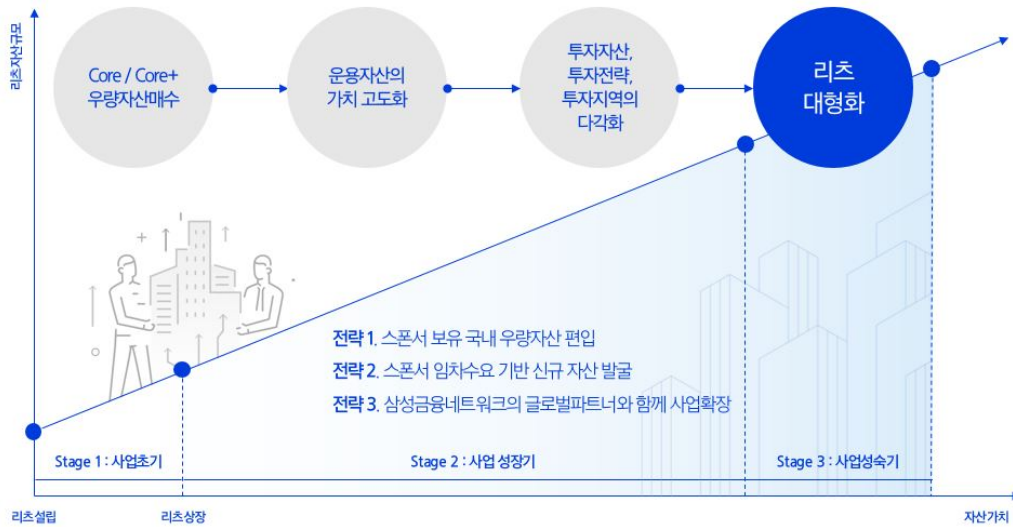 리츠자산규모
Core / Core+
우량자산매수
운용자산의
가치 고도화
투자자산,
투자전략,
투자지역의
다각화
리츠
대형화
전략 1. 스폰서 보유 국내 우량자산 편입
전략 2. 스폰서 임차수요 기반 신규 자산 발굴
전략 3. 삼성금융네트워크의 글로벌파트너와 함께 사업확장
Stage 1 : 사업초기
Stage 2 : 사업 성장기
Stage 3 : 사업성숙기
리츠설립
리츠상장
자산가치